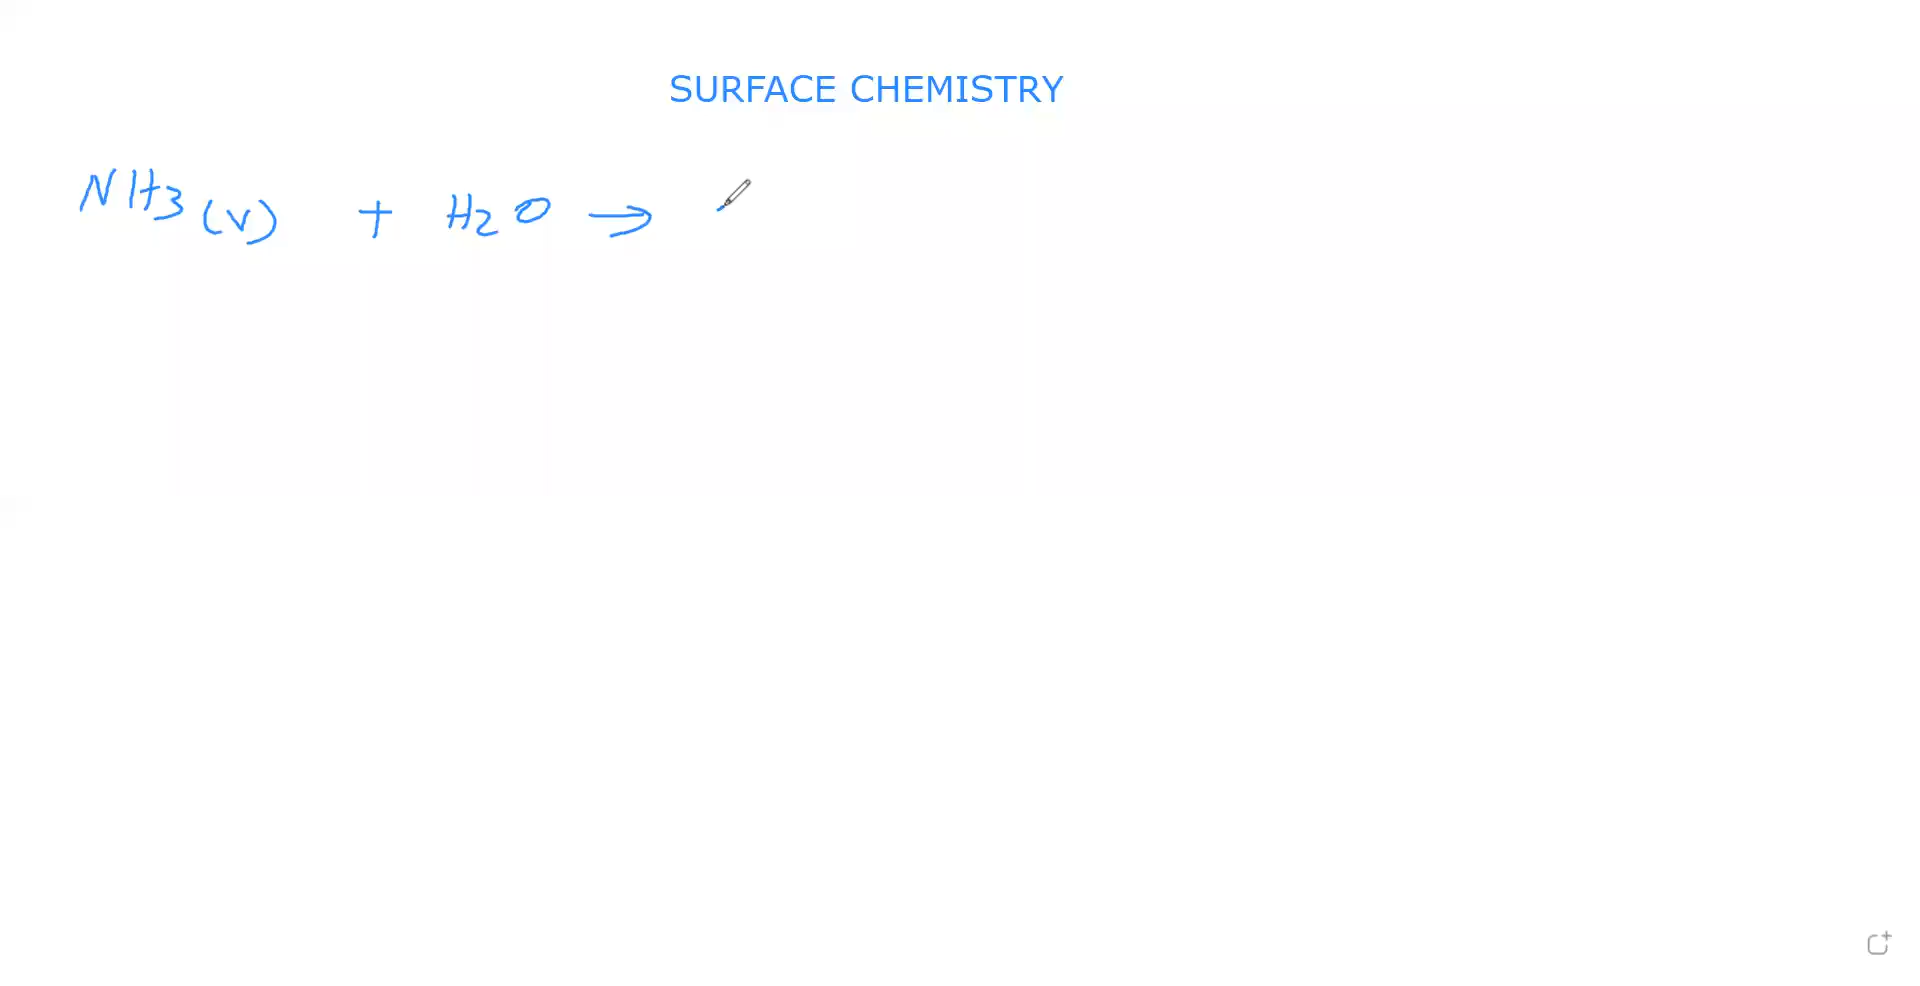 SURFACE CHEMISTRY
NH3(v) + H2O →